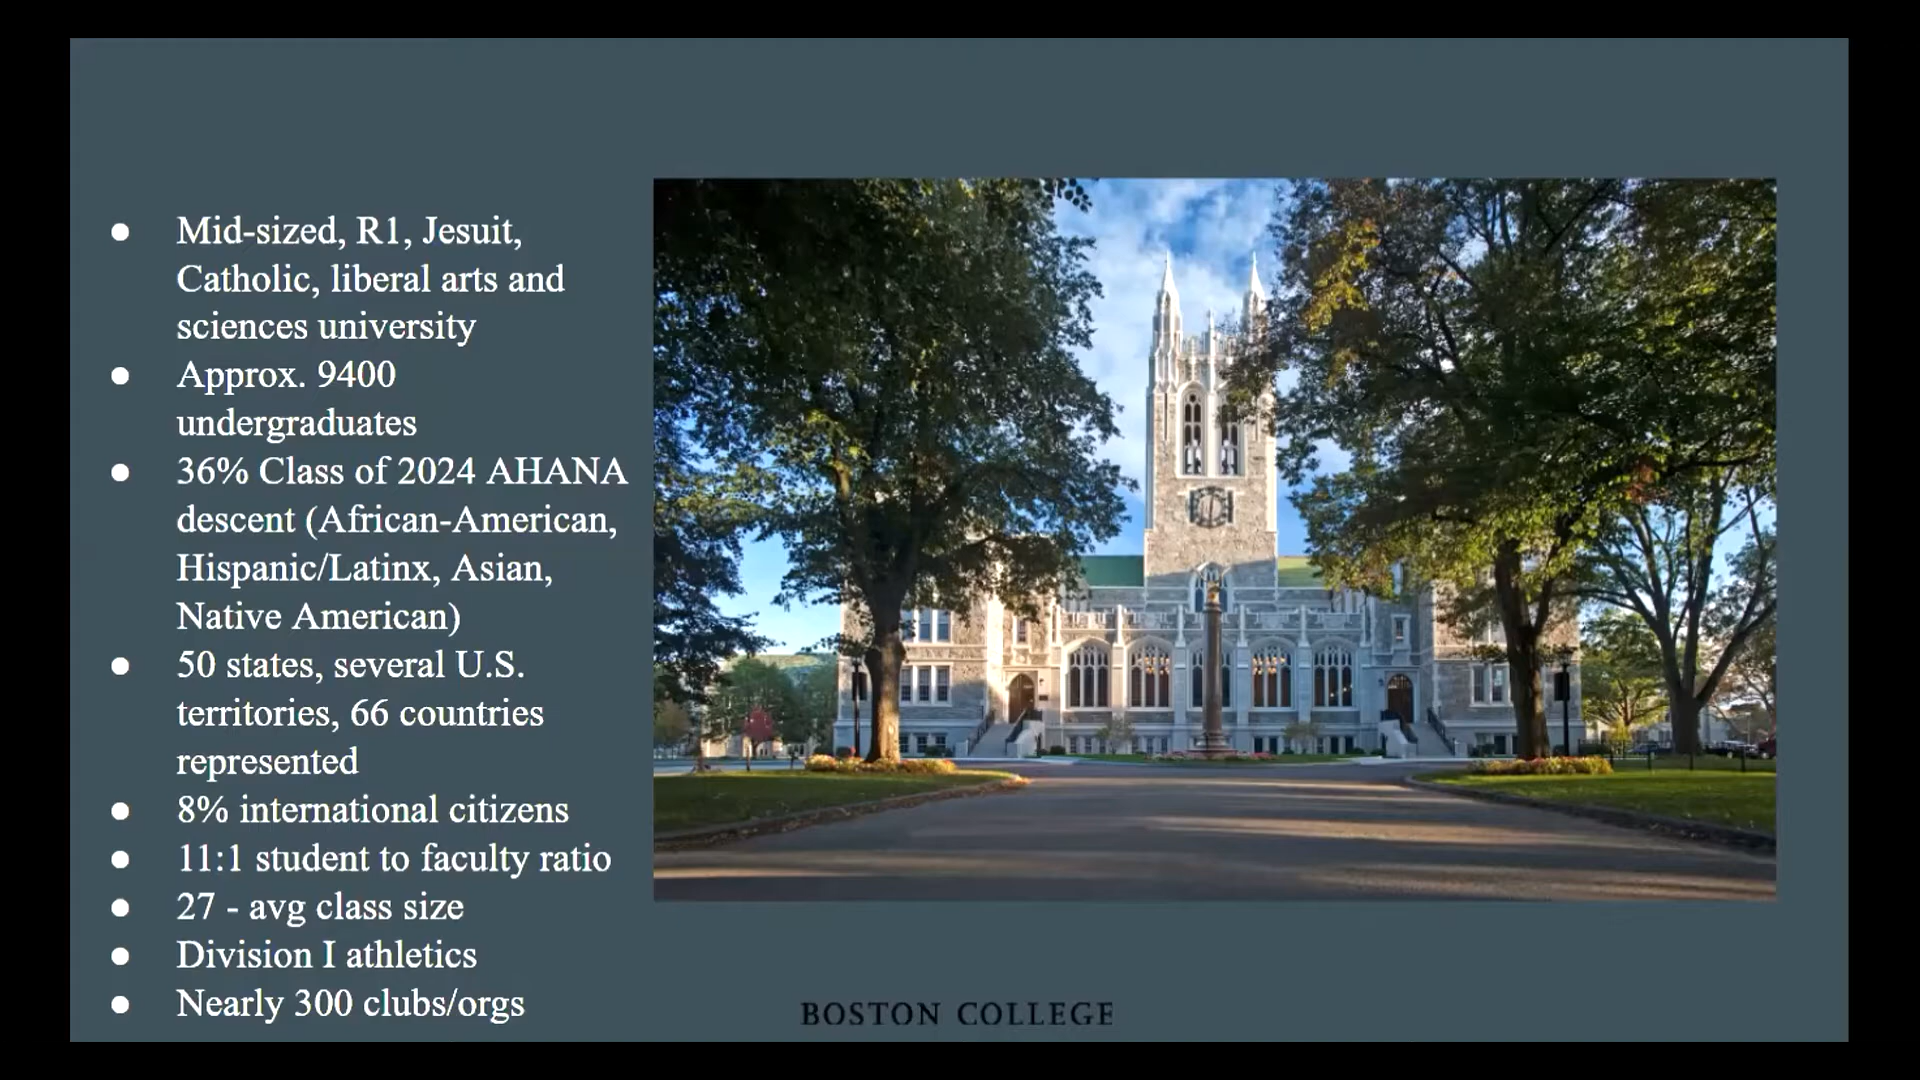 ● Mid-sized, R1, Jesuit,
Catholic, liberal arts and
sciences university
● Approx. 9400
undergraduates
● 36% Class of 2024 AHANA
descent (African-American,
Hispanic/Latinx, Asian,
Native American)
● 50 states, several U.S.
territories, 66 countries
represented
● 8% international citizens
● 11:1 student to faculty ratio
● 27 - avg class size
● Division I athletics
● Nearly 300 clubs/orgs
BOSTON COLLEGE